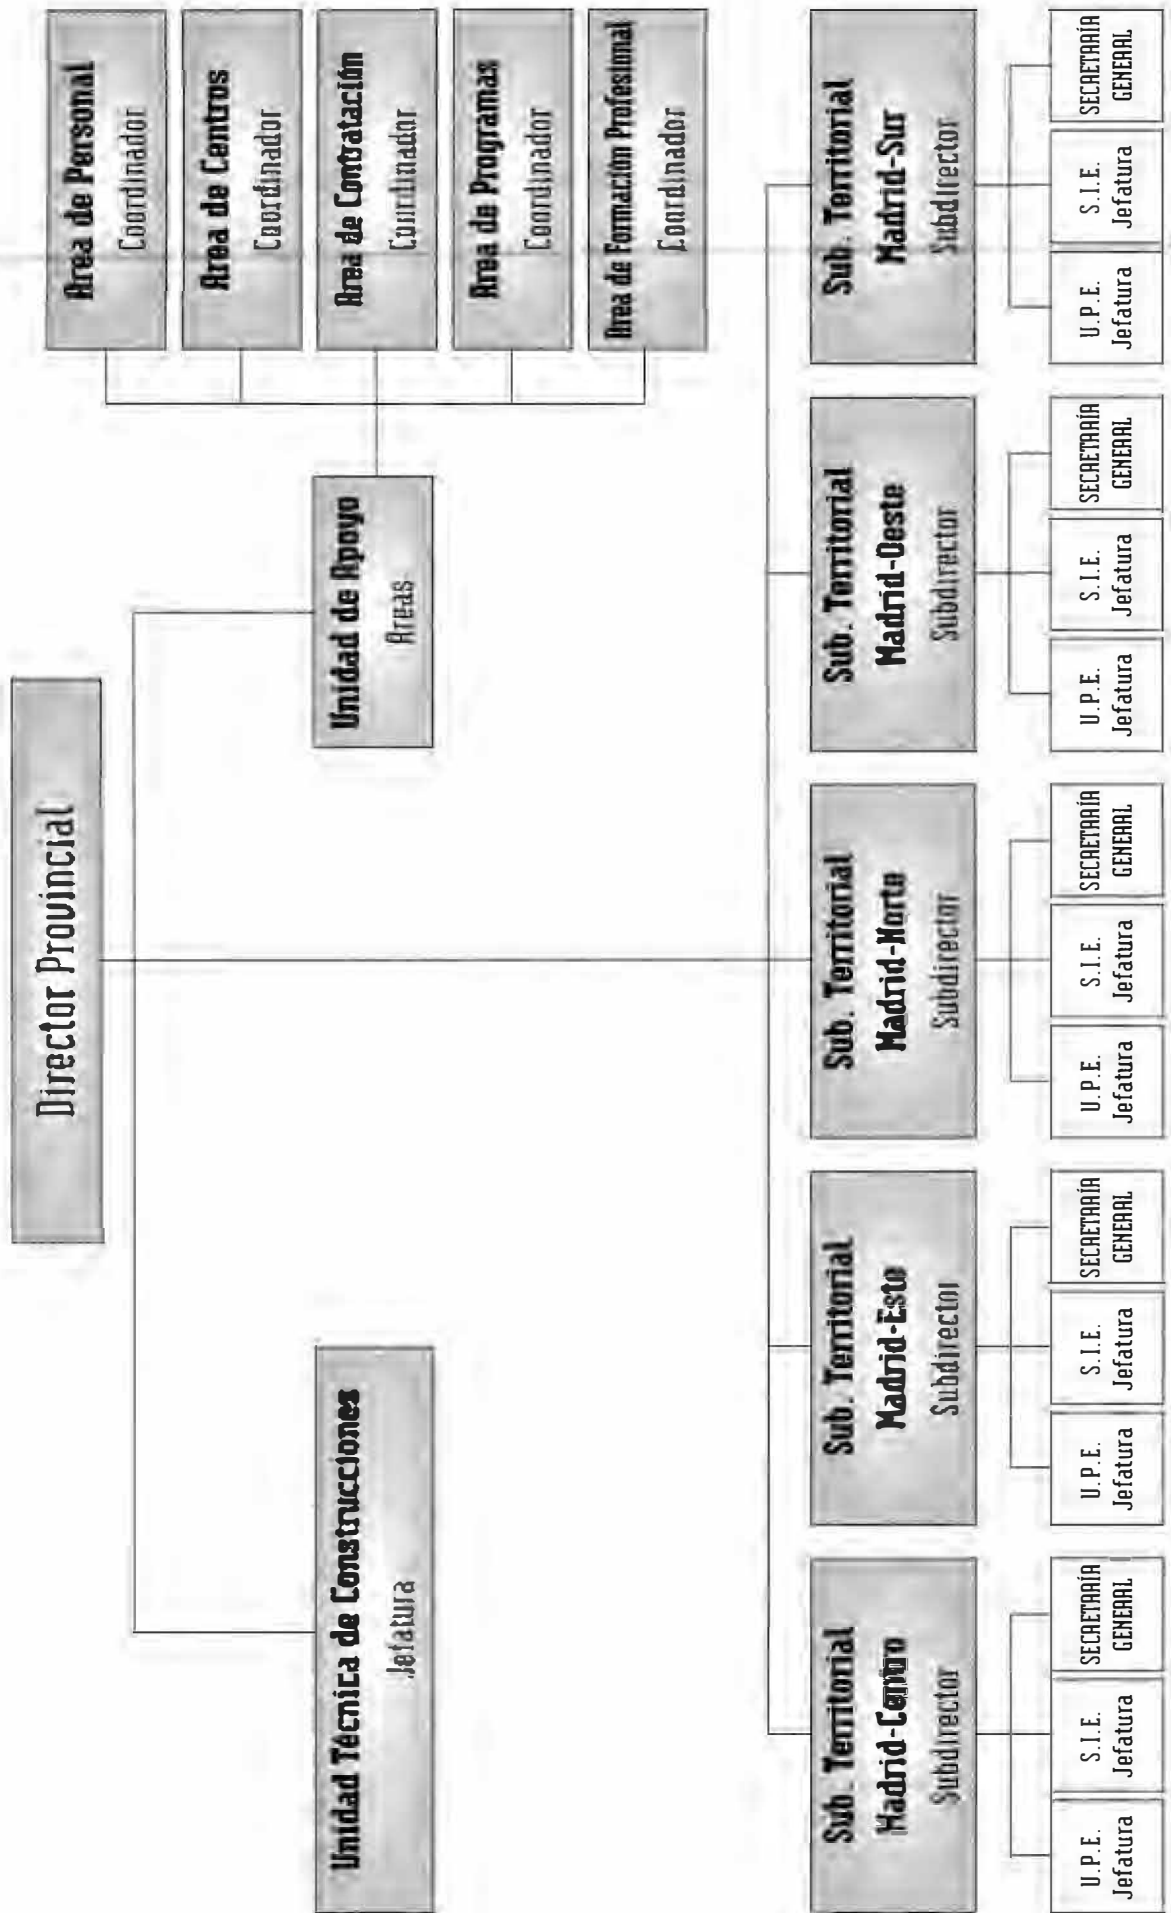 Director Provincial
Unidad Técnica de Construcciones
Jefatura
Unidad de Apoyo
Areas
Area de Personal
Coordinador
Area de Centros
Coordinador
Area de Contratación
Coordinador
Area de Programas
Coordinador
Area de Formación Profesional
Coordinador
Sub. Territorial
Madrid-Centro
Subdirector
U.P.E.
Jefatura
S.I.E.
Jefatura
SECRETARÍA
GENERAL
Sub. Territorial
Madrid-Este
Subdirector
U.P.E.
Jefatura
S.I.E.
Jefatura
SECRETARÍA
GENERAL
Sub. Territorial
Madrid-Norte
Subdirector
U.P.E.
Jefatura
S.I.E.
Jefatura
SECRETARÍA
GENERAL
Sub. Territorial
Madrid-Oeste
Subdirector
U.P.E.
Jefatura
S.I.E.
Jefatura
SECRETARÍA
GENERAL
Sub. Territorial
Madrid-Sur
Subdirector
U.P.E.
Jefatura
S.I.E.
Jefatura
SECRETARÍA
GENERAL